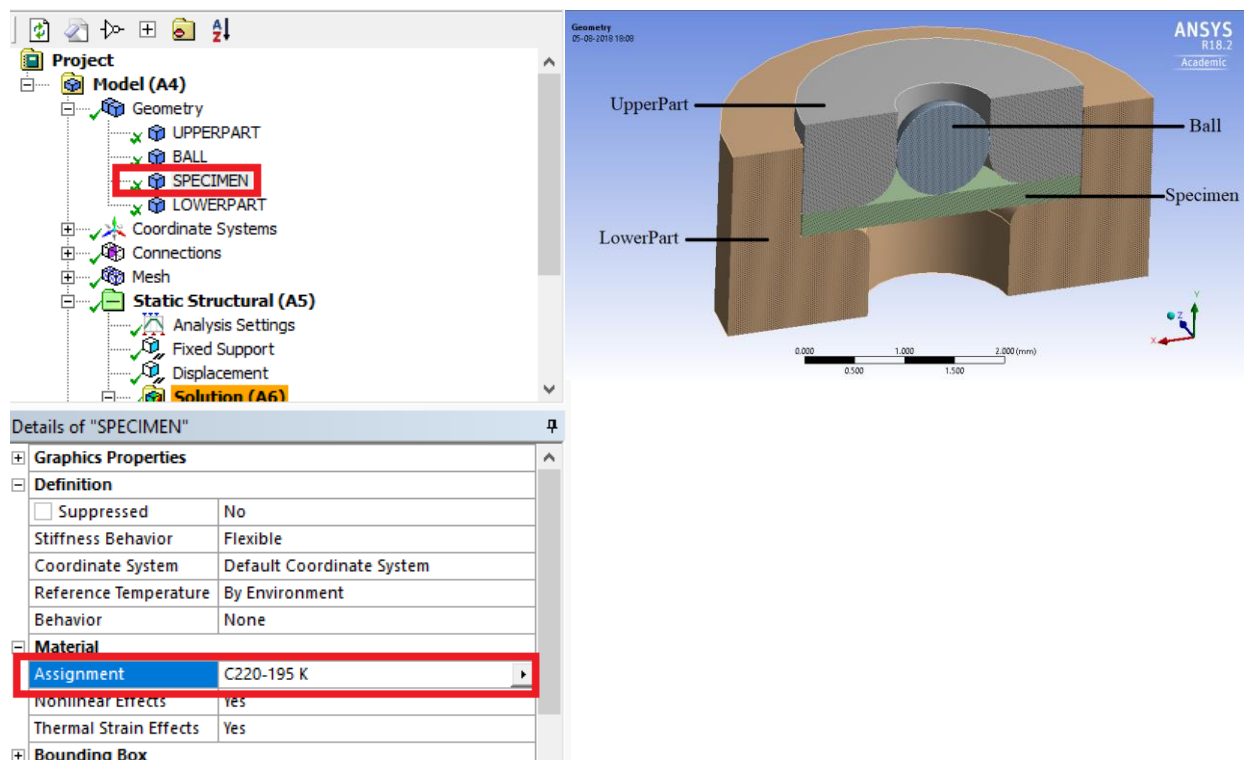 Project
Model (A4)
Geometry
UPPERPART
BALL
SPECIMEN
LOWERPART
Coordinate Systems
Connections
Mesh
Static Structural (A5)
Analysis Settings
Fixed Support
Displacement
Solution (A6)
Details of "SPECIMEN"
Graphics Properties
Definition
Suppressed No
Stiffness Behavior Flexible
Coordinate System Default Coordinate System
Reference Temperature By Environment
Behavior None
Material
Assignment C220-195 K
Nonlinear Effects Yes
Thermal Strain Effects Yes
Bounding Box
Geometry
05-08-2018 18:08
ANSYS
R18.2
Academic
UpperPart
Ball
Specimen
LowerPart
Y
Z
X
0.000 1.000 2.000 (mm)
0.500 1.500